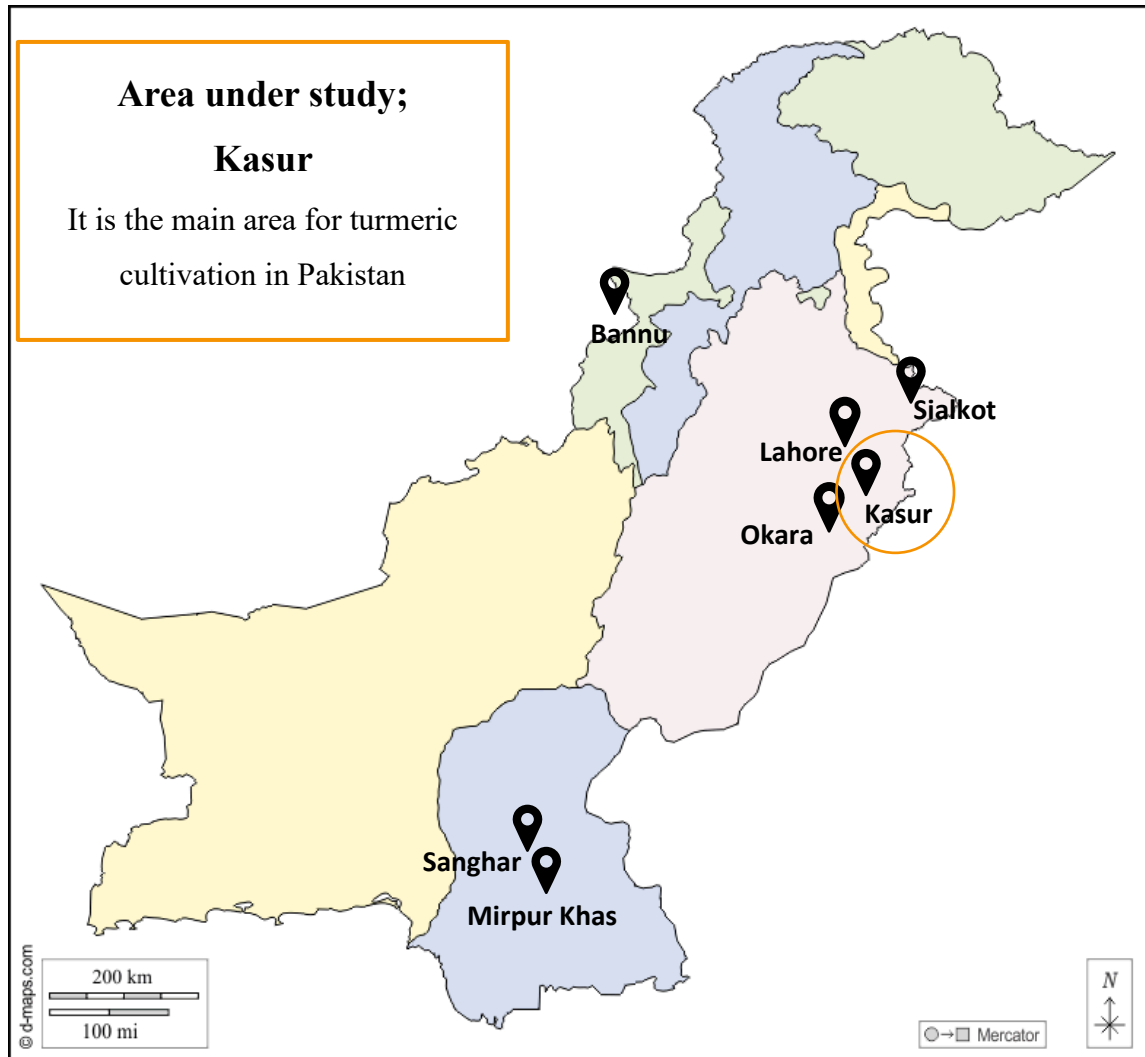 Area under study;
Kasur
It is the main area for turmeric
cultivation in Pakistan
Bannu
Sialkot
Lahore
Kasur
Okara
Sanghar
Mirpur Khas
© d-maps.com
200 km
100 mi
Mercator
N